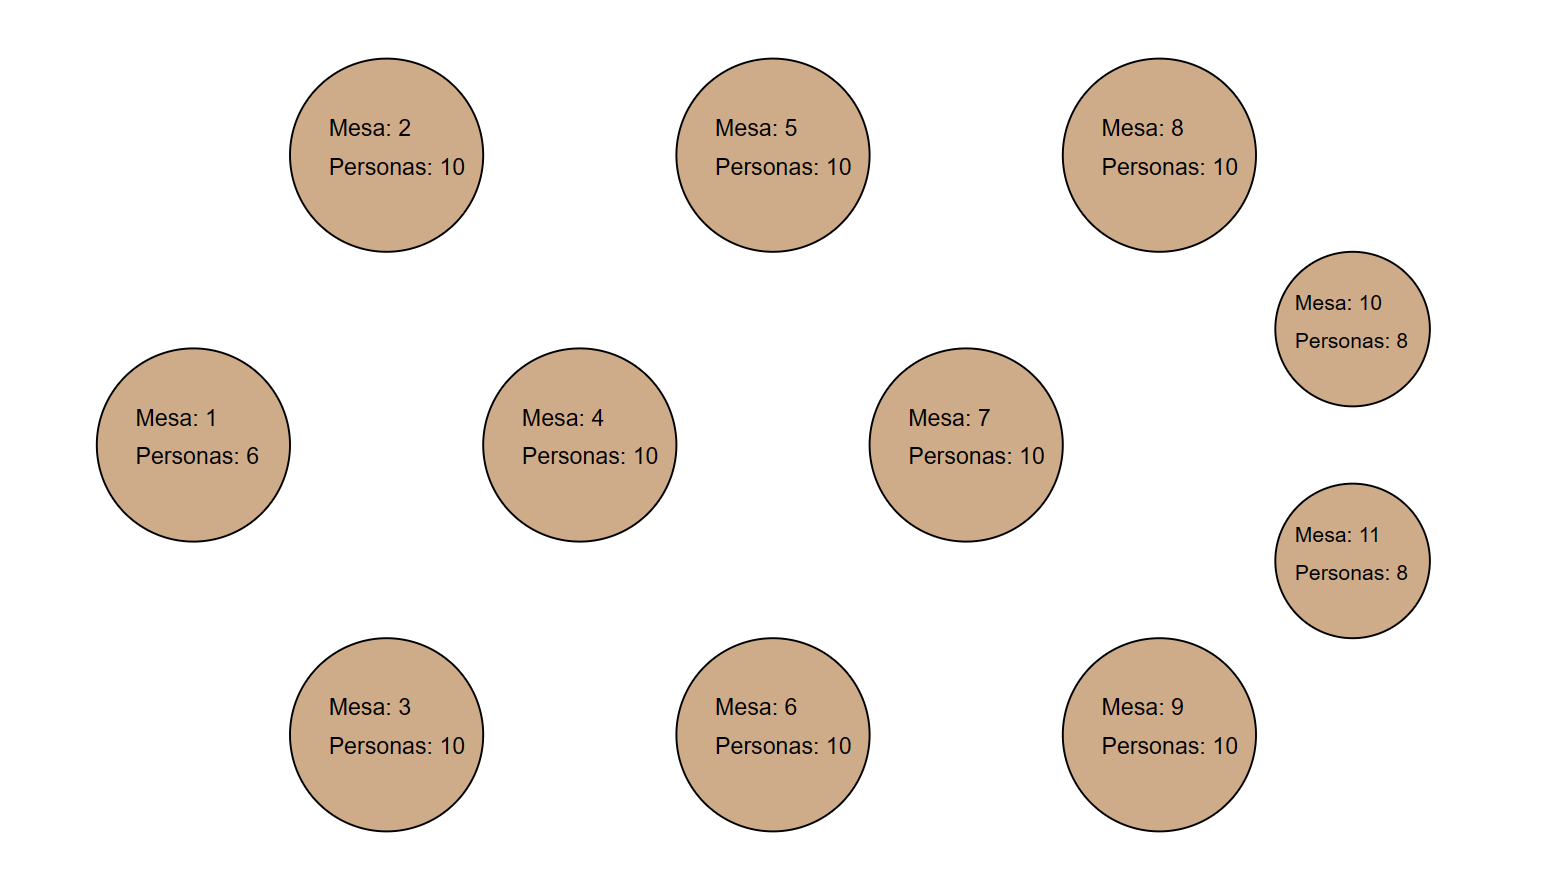 Mesa: 2
Personas: 10
Mesa: 5
Personas: 10
Mesa: 8
Personas: 10
Mesa: 10
Personas: 8
Mesa: 1
Personas: 6
Mesa: 4
Personas: 10
Mesa: 7
Personas: 10
Mesa: 11
Personas: 8
Mesa: 3
Personas: 10
Mesa: 6
Personas: 10
Mesa: 9
Personas: 10